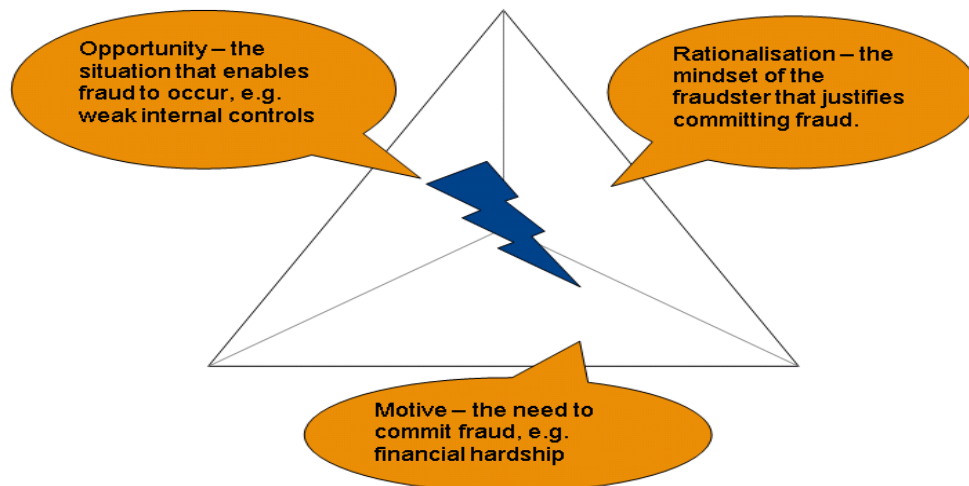 Opportunity – the
situation that enables
fraud to occur, e.g.
weak internal controls
Rationalisation – the
mindset of the
fraudster that justifies
committing fraud.
Motive – the need to
commit fraud, e.g.
financial hardship